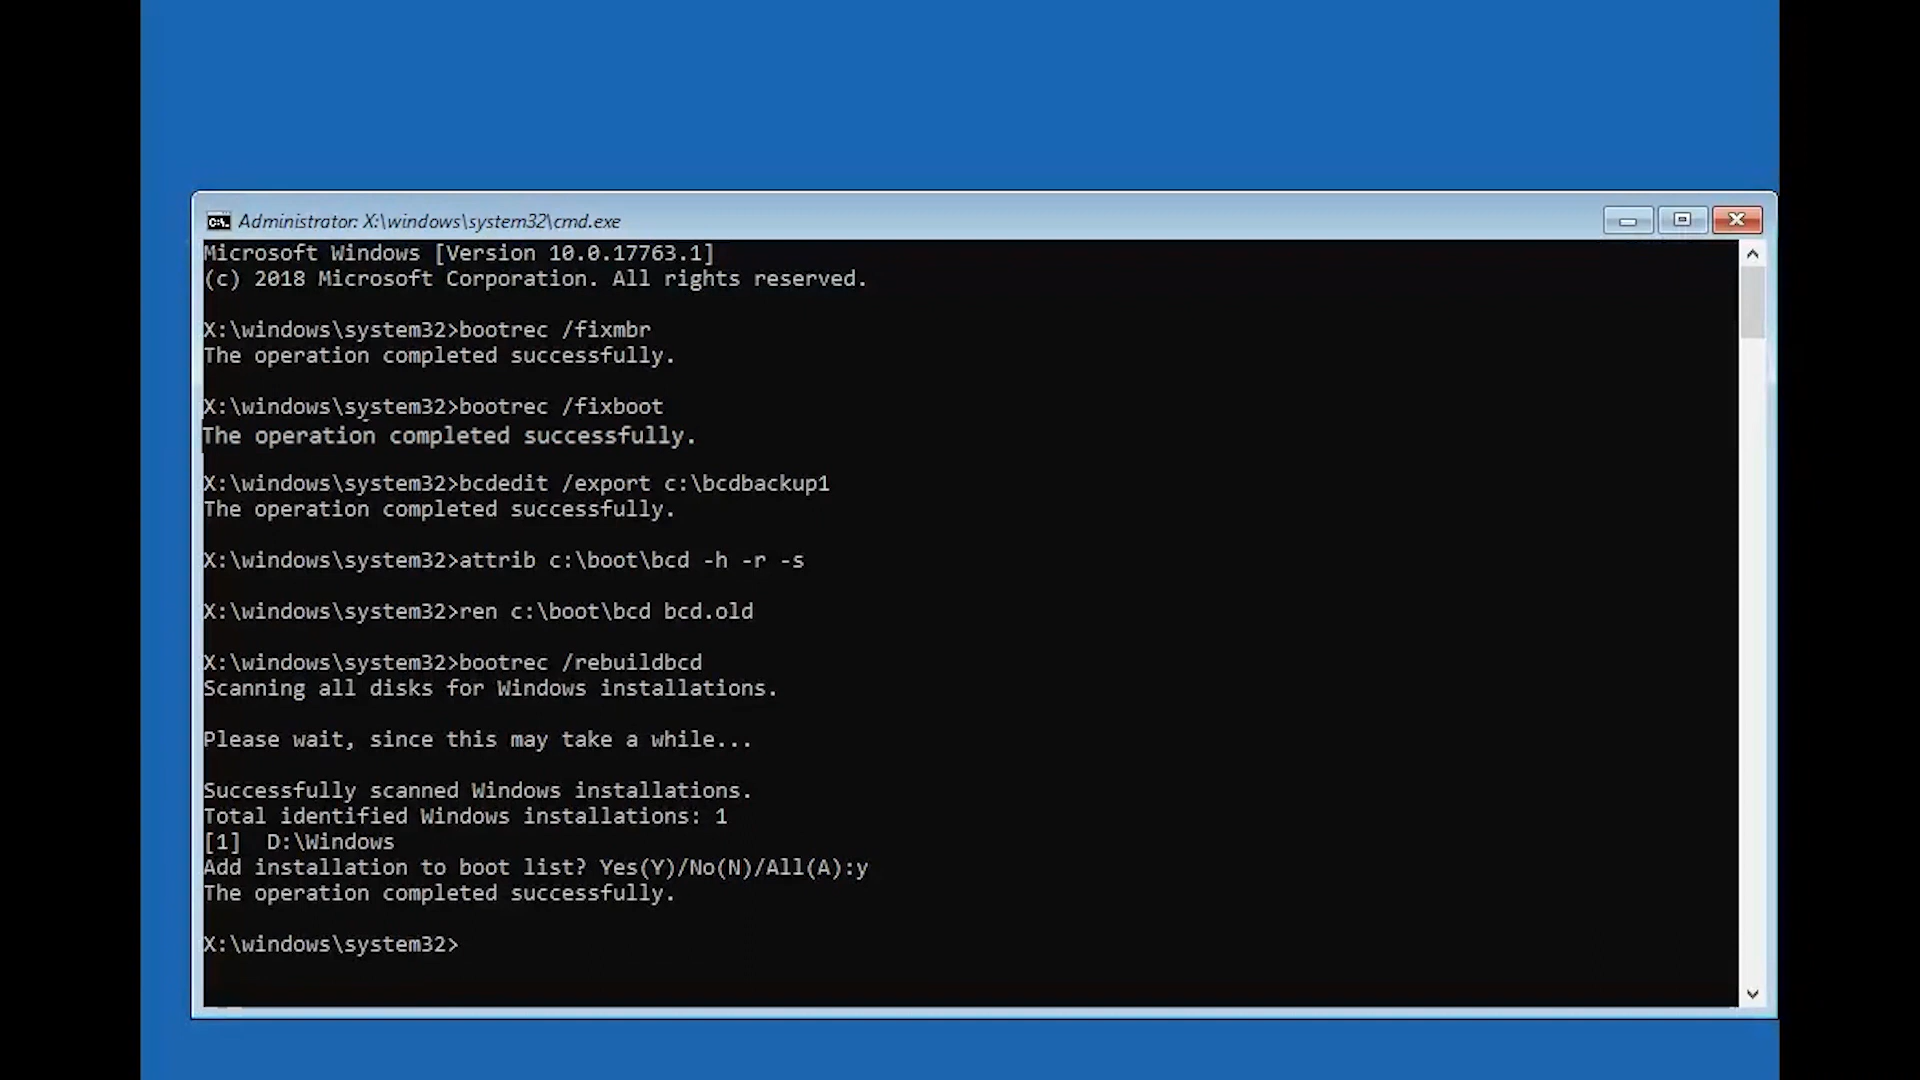 Administrator: X:\windows\system32\cmd.exe
Microsoft Windows [Version 10.0.17763.1]
(c) 2018 Microsoft Corporation. All rights reserved.
X:\windows\system32>bootrec /fixmbr
The operation completed successfully.
X:\windows\system32>bootrec /fixboot
The operation completed successfully.
X:\windows\system32>bcdedit /export c:\bcdbackup1
The operation completed successfully.
X:\windows\system32>attrib c:\boot\bcd -h -r -s
X:\windows\system32>ren c:\boot\bcd bcd.old
X:\windows\system32>bootrec /rebuildbcd
Scanning all disks for Windows installations.
Please wait, since this may take a while...
Successfully scanned Windows installations.
Total identified Windows installations: 1
[1]  D:\Windows
Add installation to boot list? Yes(Y)/No(N)/All(A):y
The operation completed successfully.
X:\windows\system32>